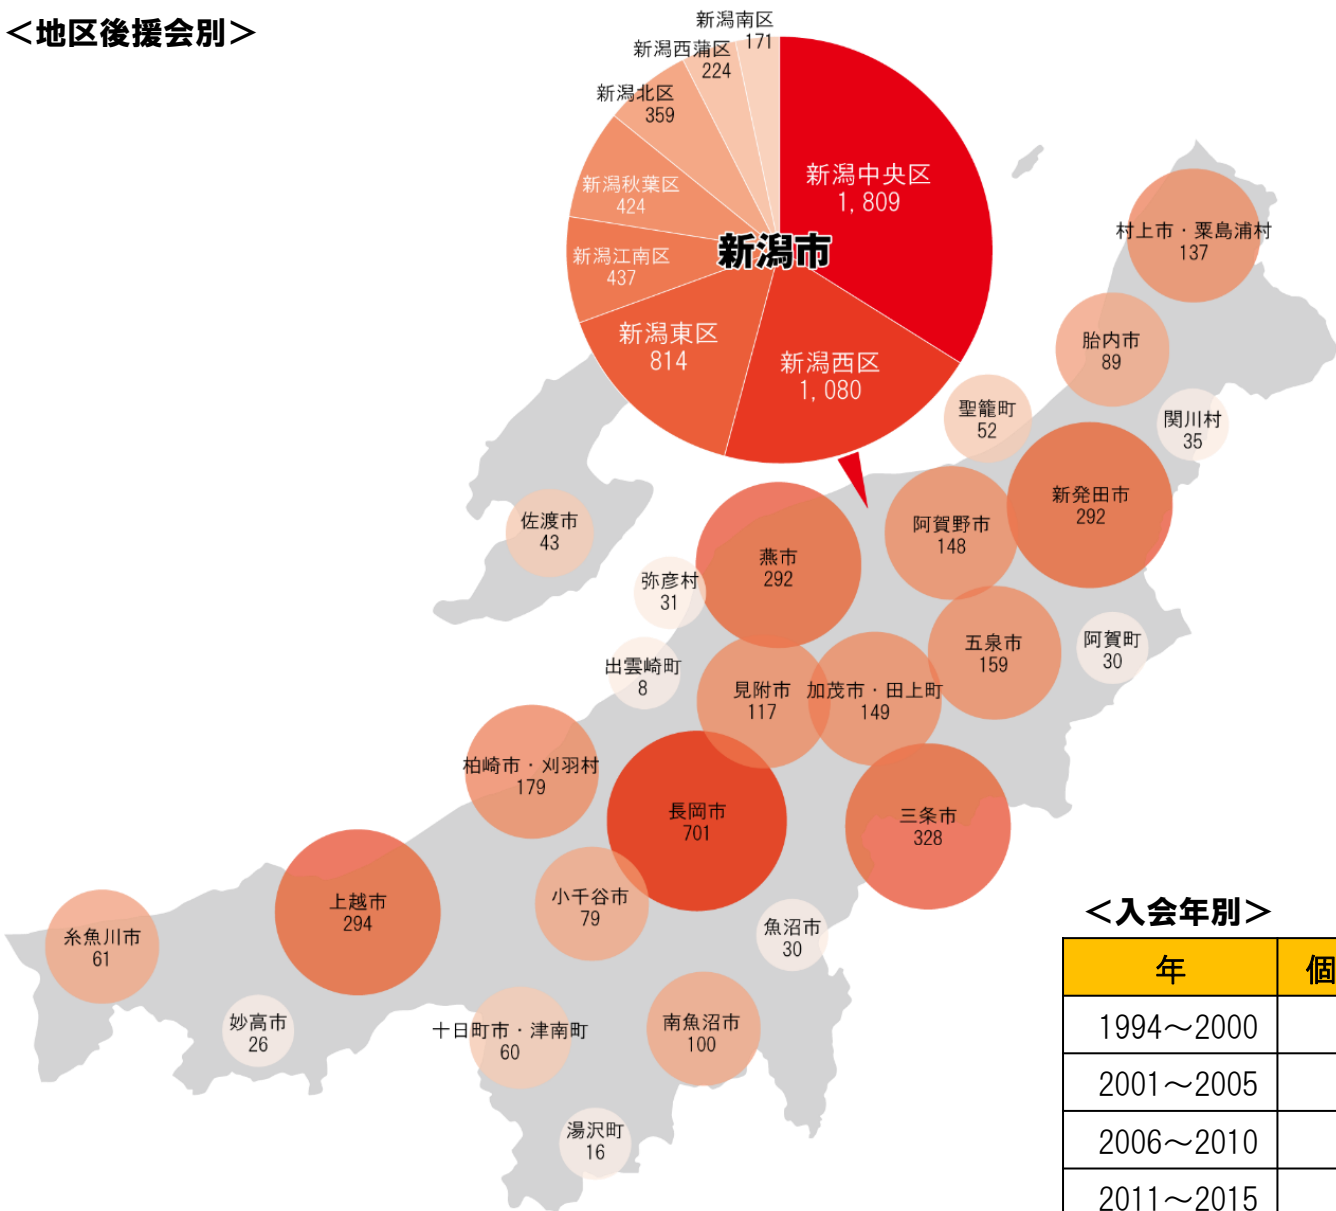 ＜地区後援会別＞
新潟南区
171
新潟西蒲区
224
新潟北区
359
新潟秋葉区
424
新潟江南区
437
新潟東区
814
新潟西区
1,080
新潟中央区
1,809
新潟市
村上市・粟島浦村
137
胎内市
89
関川村
35
聖籠町
52
新発田市
292
阿賀野市
148
佐渡市
43
燕市
292
弥彦村
31
五泉市
159
阿賀町
30
出雲崎町
8
見附市
117
加茂市・田上町
149
柏崎市・刈羽村
179
長岡市
701
三条市
328
上越市
294
小千谷市
79
魚沼市
30
糸魚川市
61
妙高市
26
十日町市・津南町
60
南魚沼市
100
湯沢町
16
＜入会年別＞
年 個
1994～2000
2001～2005
2006～2010
2011～2015